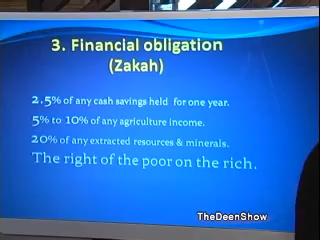 3. Financial obligation
(Zakah)
2.5% of any cash savings held for one year.
5% to 10% of any agriculture income.
20% of any extracted resources & minerals.
The right of the poor on the rich.
TheDeenShow